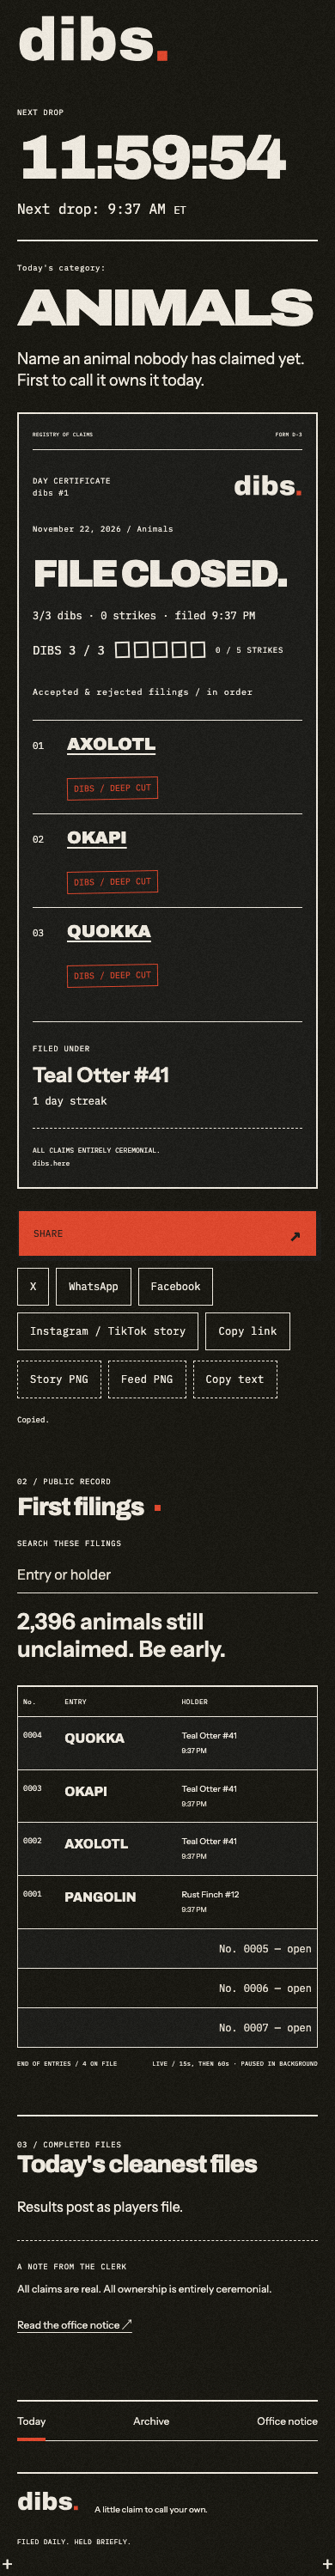 dibs.
NEXT DROP
11:59:54
Next drop: 9:37 AM ET
Today's category:
ANIMALS
Name an animal nobody has claimed yet.
First to call it owns it today.
REGISTRY OF CLAIMS
FORM D-3
DAY CERTIFICATE
dibs #1
dibs.
November 22, 2026 / Animals
FILE CLOSED.
3/3 dibs · 0 strikes · filed 9:37 PM
DIBS 3 / 3
0 / 5 STRIKES
Accepted & rejected filings / in order
01 AXOLOTL
DIBS / DEEP CUT
02 OKAPI
DIBS / DEEP CUT
03 QUOKKA
DIBS / DEEP CUT
FILED UNDER
Teal Otter #41
1 day streak
ALL CLAIMS ENTIRELY CEREMONIAL.
dibs.here
SHARE ↗
X WhatsApp Facebook
Instagram / TikTok story Copy link
Story PNG Feed PNG Copy text
Copied.
02 / PUBLIC RECORD
First filings
SEARCH THESE FILINGS
Entry or holder
2,396 animals still
unclaimed. Be early.
No. ENTRY HOLDER
0004 QUOKKA Teal Otter #41
9:37 PM
0003 OKAPI Teal Otter #41
9:37 PM
0002 AXOLOTL Teal Otter #41
9:37 PM
0001 PANGOLIN Rust Finch #12
9:37 PM
No. 0005 — open
No. 0006 — open
No. 0007 — open
END OF ENTRIES / 4 ON FILE
LIVE / 15s, THEN 60s · PAUSED IN BACKGROUND
03 / COMPLETED FILES
Today's cleanest files
Results post as players file.
A NOTE FROM THE CLERK
All claims are real. All ownership is entirely ceremonial.
Read the office notice ↗
Today Archive Office notice
dibs. A little claim to call your own.
FILED DAILY. HELD BRIEFLY.